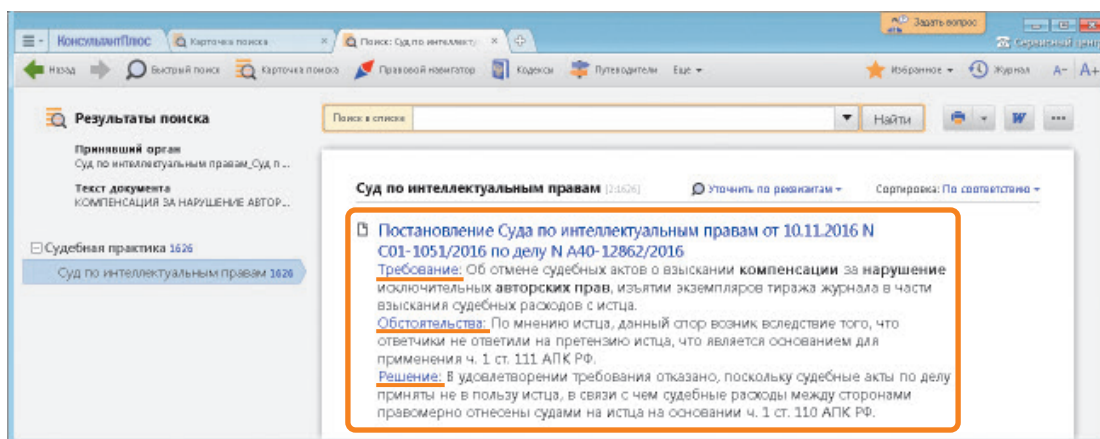 Задать вопрос
КонсультантПлюс
Карточка поиска
Поиск: Суд по интеллекту
Сервисный центр
Назад
Быстрый поиск
Карточка поиска
Правовой навигатор
Кодексы
Путеводители
Еще
Избранное
Журнал
A- A+
Результаты поиска
Поиск в списке
Найти
Принявший орган
Суд по интеллектуальным правам_Суд п ...
Текст документа
КОМПЕНСАЦИЯ ЗА НАРУШЕНИЕ АВТОР...
Судебная практика 1626
Суд по интеллектуальным правам 1626
Суд по интеллектуальным правам [2:1626]
Уточнить по реквизитам
Сортировка: По соответствию
Постановление Суда по интеллектуальным правам от 10.11.2016 N
С01-1051/2016 по делу N А40-12862/2016
Требование: Об отмене судебных актов о взыскании компенсации за нарушение
исключительных авторских прав, изъятии экземпляров тиража журнала в части
взыскания судебных расходов с истца.
Обстоятельства: По мнению истца, данный спор возник вследствие того, что
ответчики не ответили на претензию истца, что является основанием для
применения ч. 1 ст. 111 АПК РФ.
Решение: В удовлетворении требования отказано, поскольку судебные акты по делу
приняты не в пользу истца, в связи с чем судебные расходы между сторонами
правомерно отнесены судами на истца на основании ч. 1 ст. 110 АПК РФ.